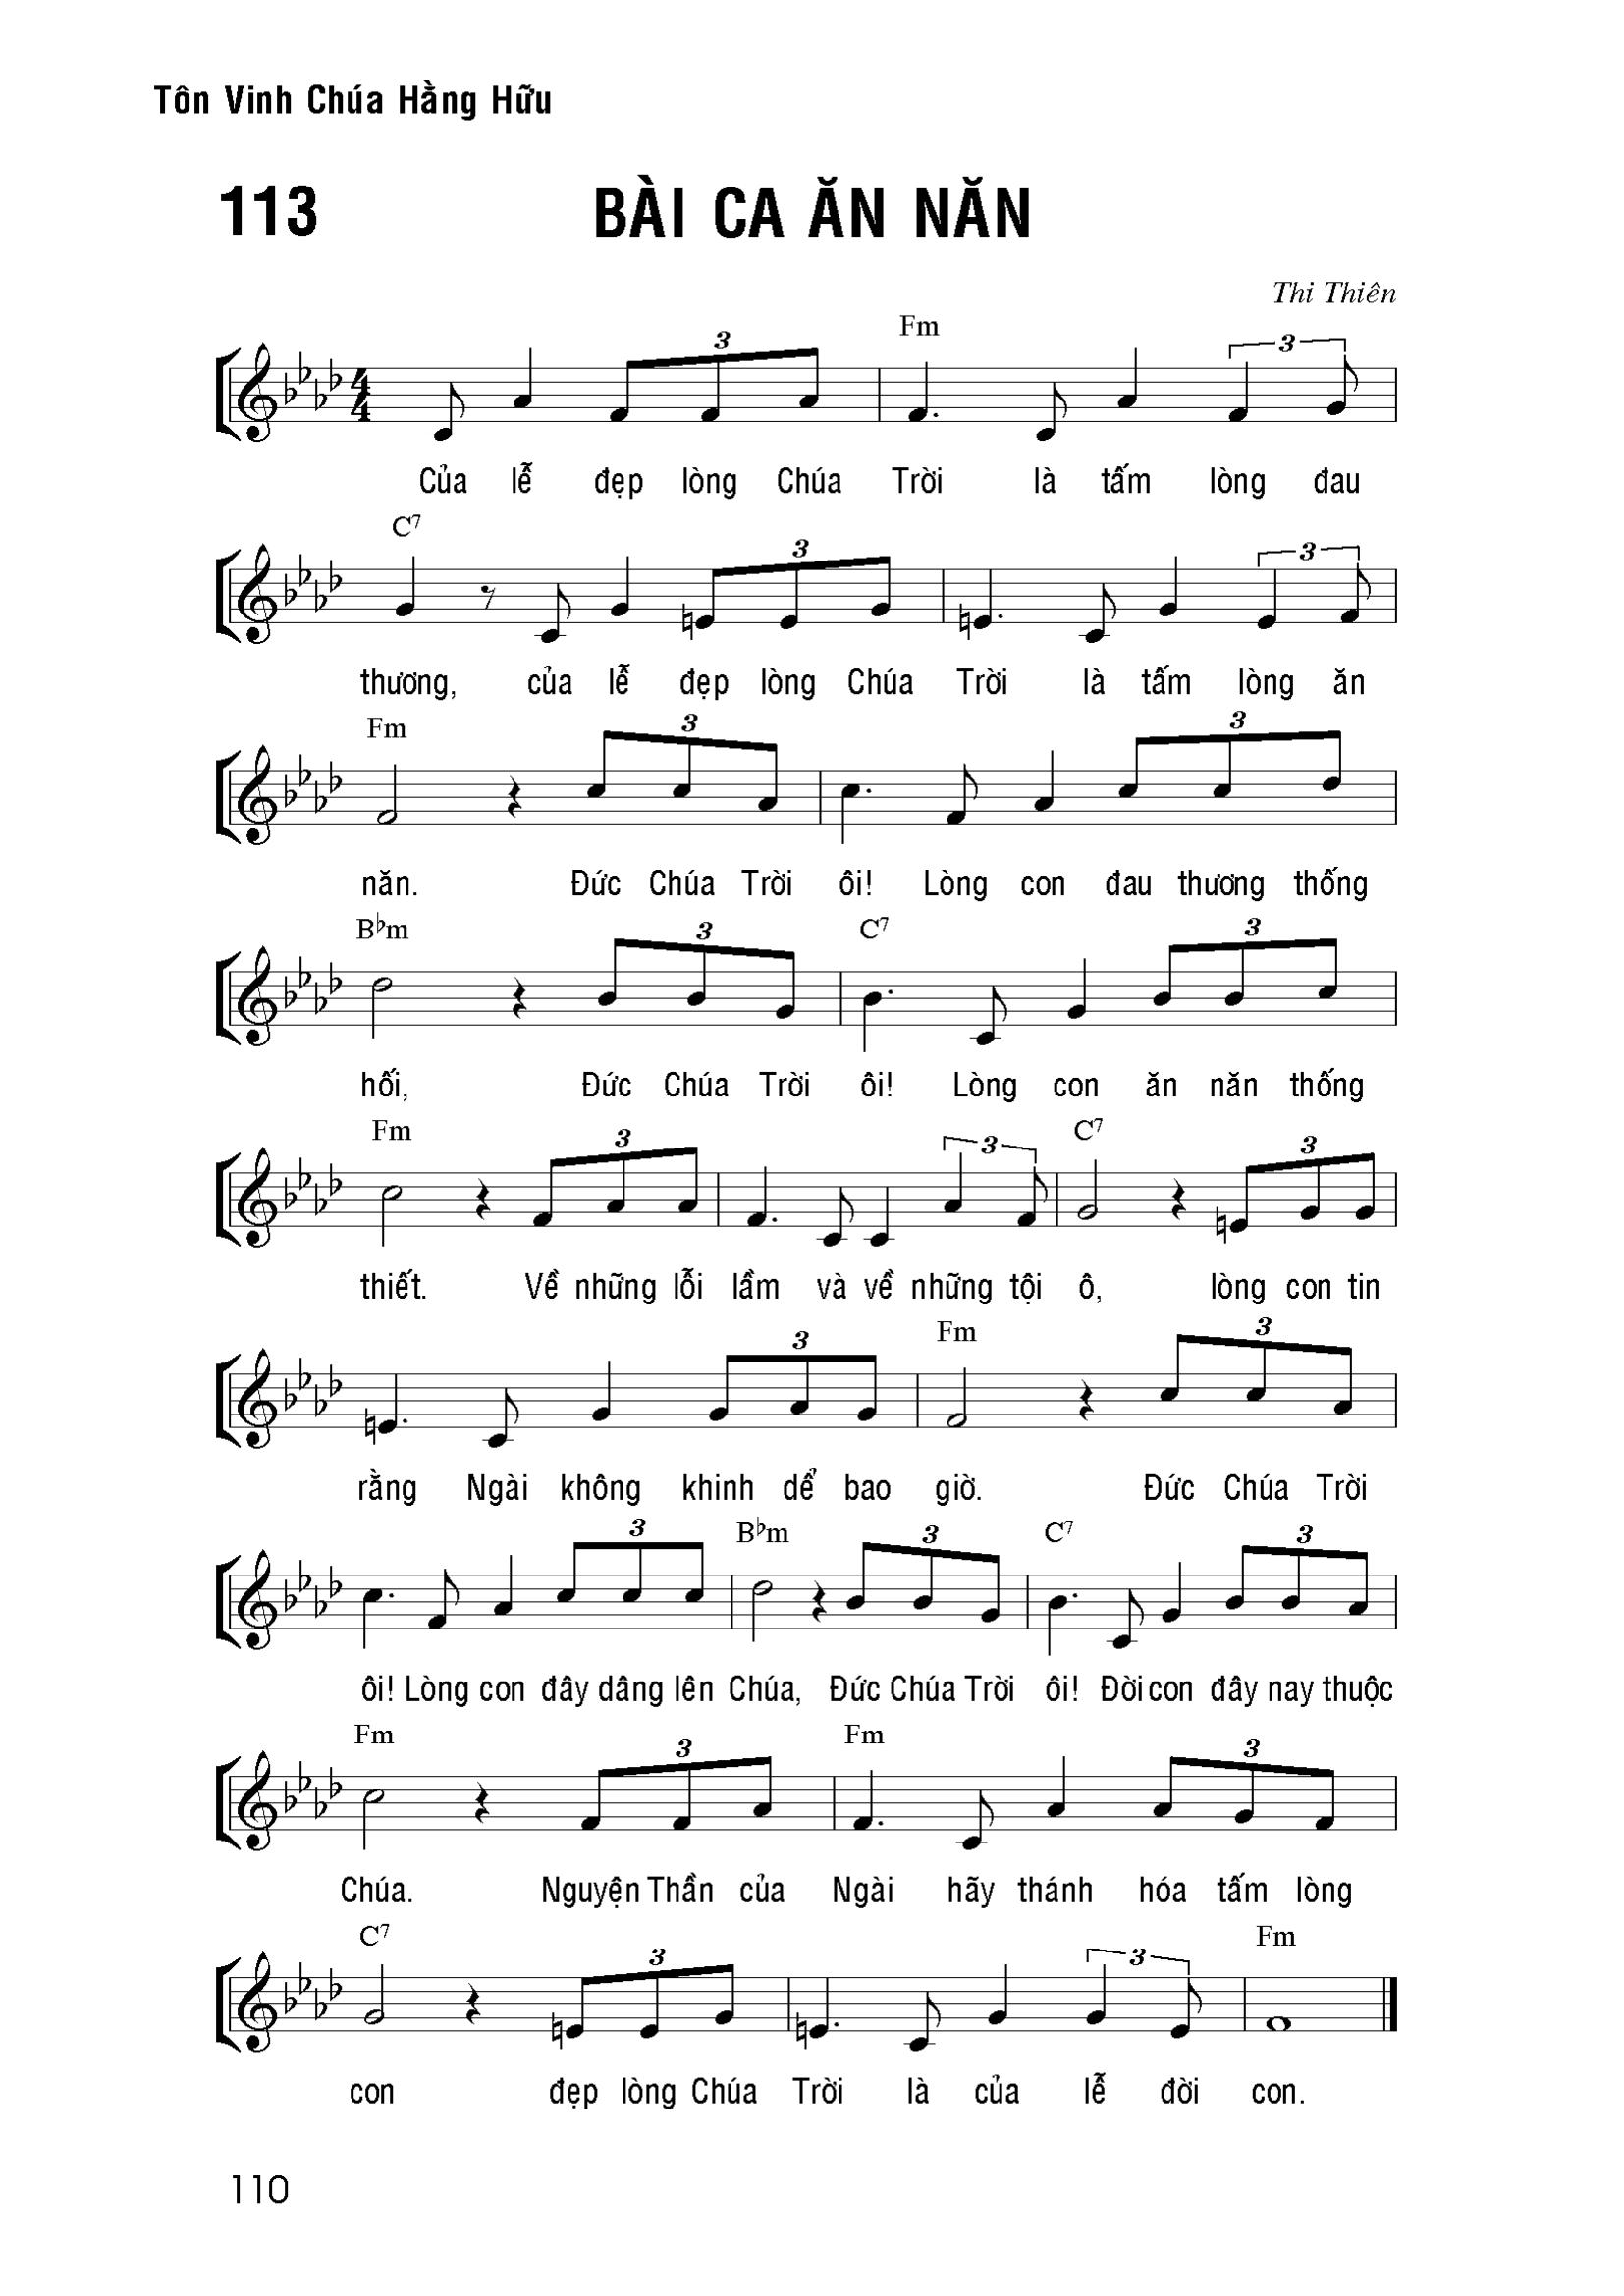 Tôn Vinh Chúa Hằng Hữu
113 BÀI CA ĂN NĂN
Thi Thiên
3 Fm 3
4/4
Của lễ đẹp lòng Chúa Trời là tấm lòng đau
C7 3 3
thương, của lễ đẹp lòng Chúa Trời là tấm lòng ăn
Fm 3 3
năn. Đức Chúa Trời ôi! Lòng con đau thương thống
B♭m 3 C7 3
hối, Đức Chúa Trời ôi! Lòng con ăn năn thống
Fm 3 3 C7 3
thiết. Về những lỗi lầm và về những tội ô, lòng con tin
3 Fm 3
rằng Ngài không khinh dể bao giờ. Đức Chúa Trời
3 B♭m 3 C7 3
ôi! Lòng con đây dâng lên Chúa, Đức Chúa Trời ôi! Đời con đây nay thuộc
Fm 3 Fm 3
Chúa. Nguyện Thần của Ngài hãy thánh hóa tấm lòng
C7 3 3 Fm
con đẹp lòng Chúa Trời là của lễ đời con.
110